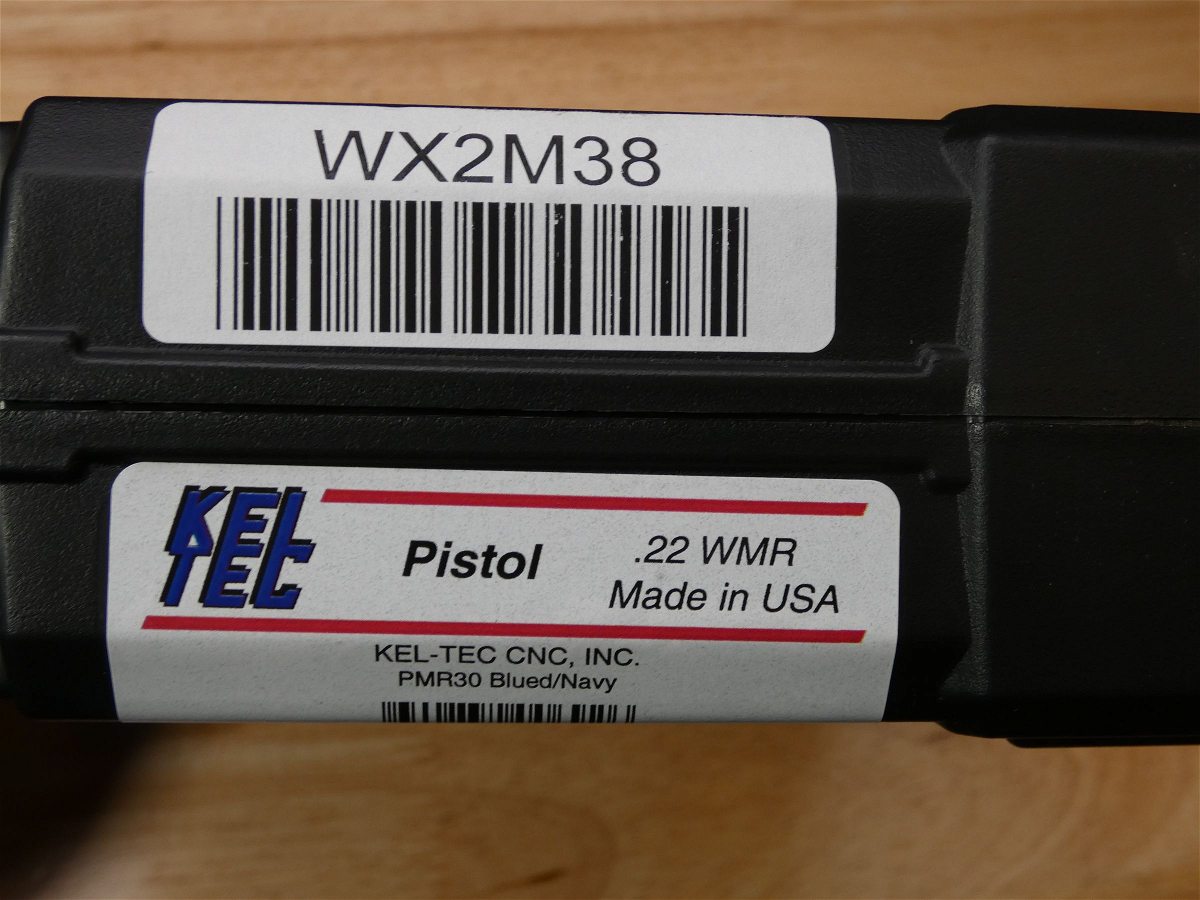 WX2M38
KEL
TEC
Pistol
.22 WMR
Made in USA
KEL-TEC CNC, INC.
PMR30 Blued/Navy